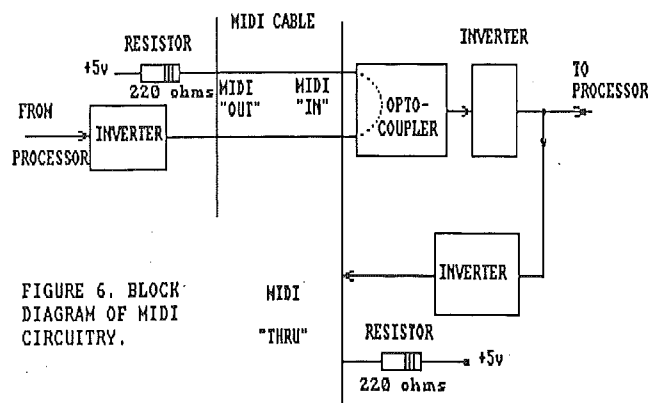 MIDI CABLE
RESISTOR
+5v
220 ohms
MIDI
"OUT"
MIDI
"IN"
OPTO-
COUPLER
INVERTER
TO
PROCESSOR
FROM
PROCESSOR
INVERTER
INVERTER
MIDI
"THRU"
RESISTOR
220 ohms
+5v
FIGURE 6. BLOCK
DIAGRAM OF MIDI
CIRCUITRY.